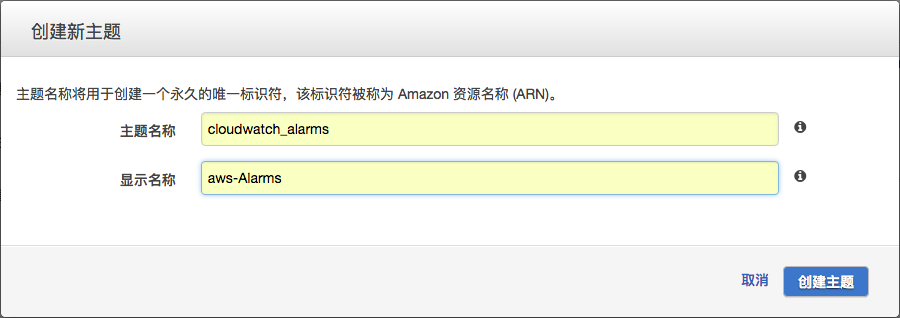 创建新主题
主题名称将用于创建一个永久的唯一标识符，该标识符被称为 Amazon 资源名称 (ARN)。
主题名称 cloudwatch_alarms
显示名称 aws-Alarms
取消 创建主题